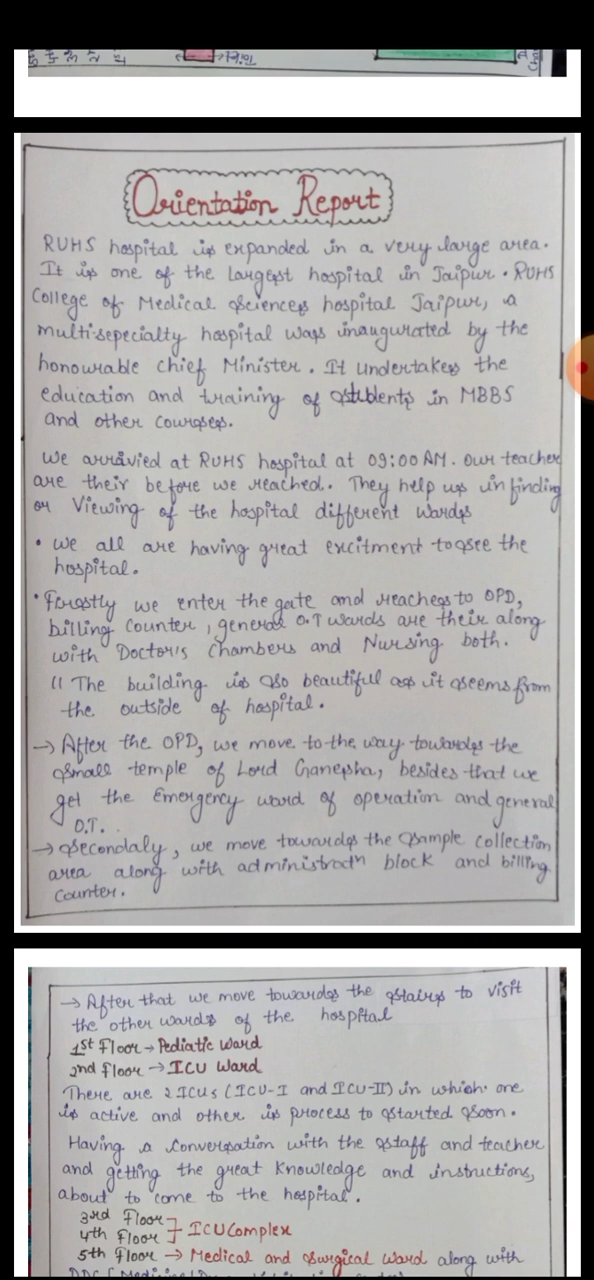 Orientation Report
RUHS hospital is expanded in a very large area.
It is one of the largest hospital in Jaipur. RUHS
College of Medical Sciences hospital Jaipur, a
multi-sepecialty hospital was inaugurated by the
honourable chief Minister. It undertakes the
education and training of students in MBBS
and other courses.
We arravied at RUHS hospital at 09:00 AM. Our teacher
are their before we reached. They help us in finding
or Viewing of the hospital different wards
• We all are having great excitment to see the
hospital.
• Firostly we enter the gate and reaches to OPD,
billing counter, general O.T wards are their along
with Doctor's Chambers and Nursing both.
" The building is so beautiful as it seems from
the outside of hospital.
→ After the OPD, we move to the way towards the
small temple of Lord Ganesha, besides that we
get the Emergency ward of operation and general
O.T.
→ Secondaly, we move towards the sample collection
area along with administradn block and billing
counter.
→ After that we move towards the stairs to visit
the other wards of the hospital
1st Floor → Pediatic Ward
2nd Floor → ICU Ward
There are 2 ICUs (ICU-I and ICU-II) in which one
is active and other is process to started soon.
Having a conversation with the staff and teacher
and getting the great knowledge and instructions,
about to come to the hospital.
3rd Floor
4th Floor ICU Complex
5th Floor → Medical and Surgical Ward along with